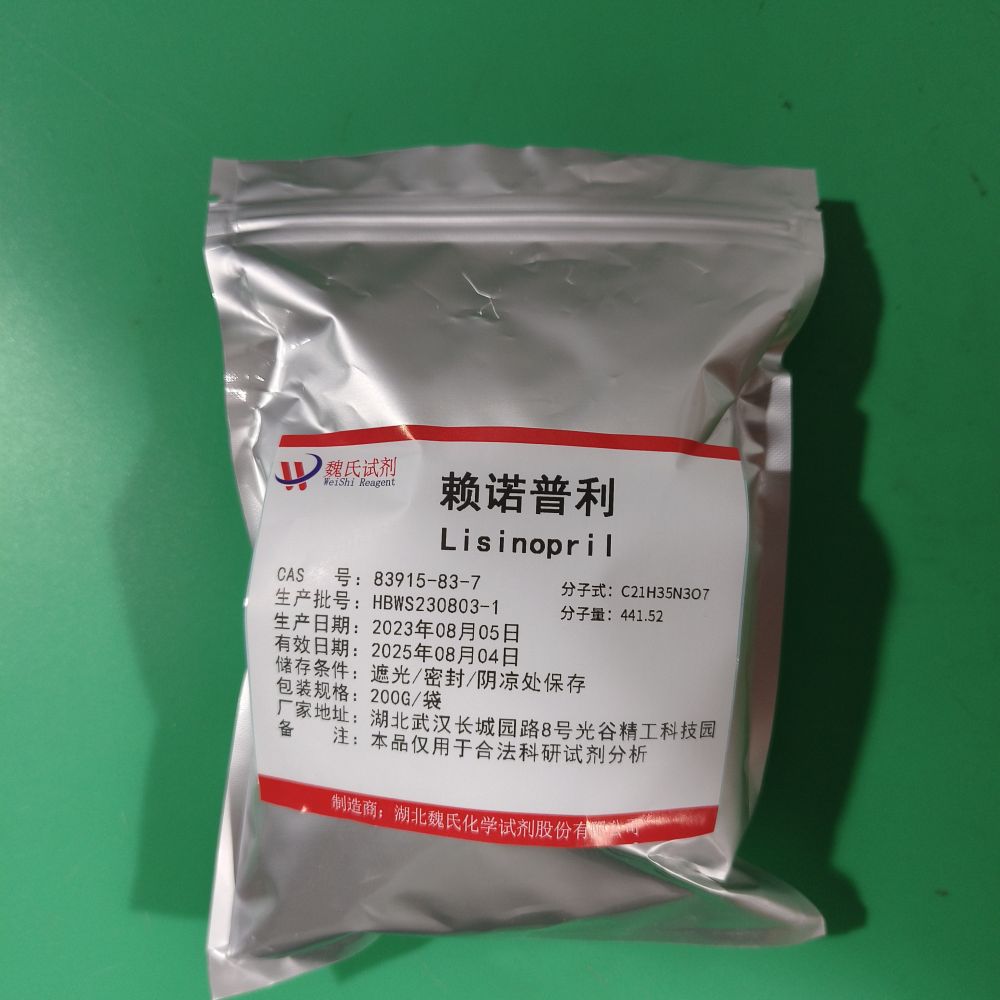 魏氏试剂
WeiShi Reagent
赖诺普利
Lisinopril
CAS 号：83915-83-7
分子式：C21H35N3O7
生产批号：HBWS230803-1
分子量：441.52
生产日期：2023年08月05日
有效日期：2025年08月04日
储存条件：遮光/密封/阴凉处保存
包装规格：200G/袋
厂家地址：湖北武汉长城园路8号光谷精工科技园
备 注：本品仅用于合法科研试剂分析
制造商：湖北魏氏化学试剂股份有限公司